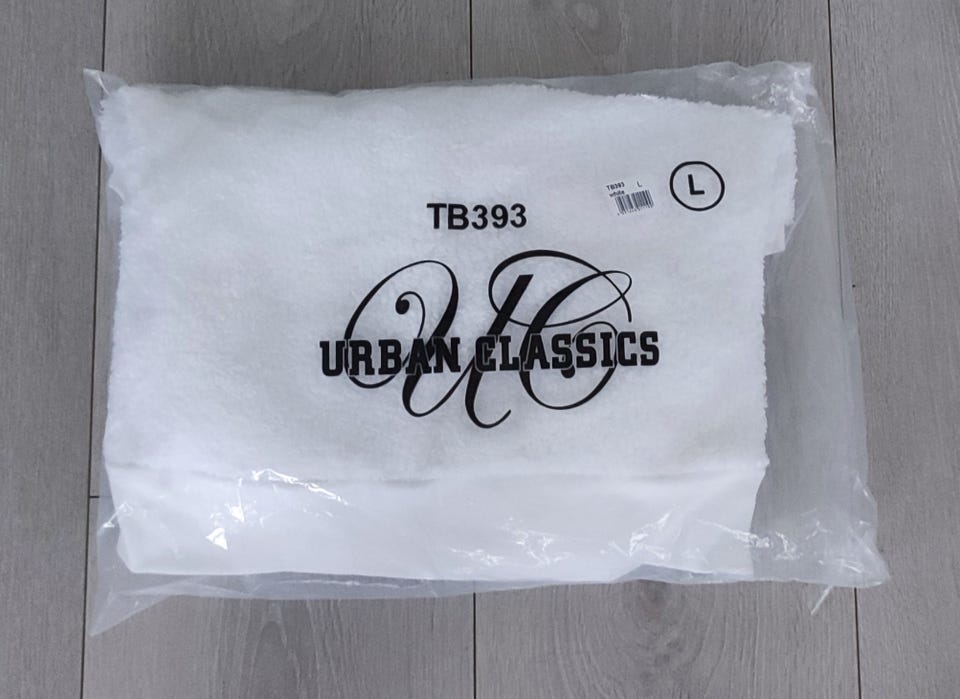 TB393 L
white
L
TB393
UC
URBAN CLASSICS